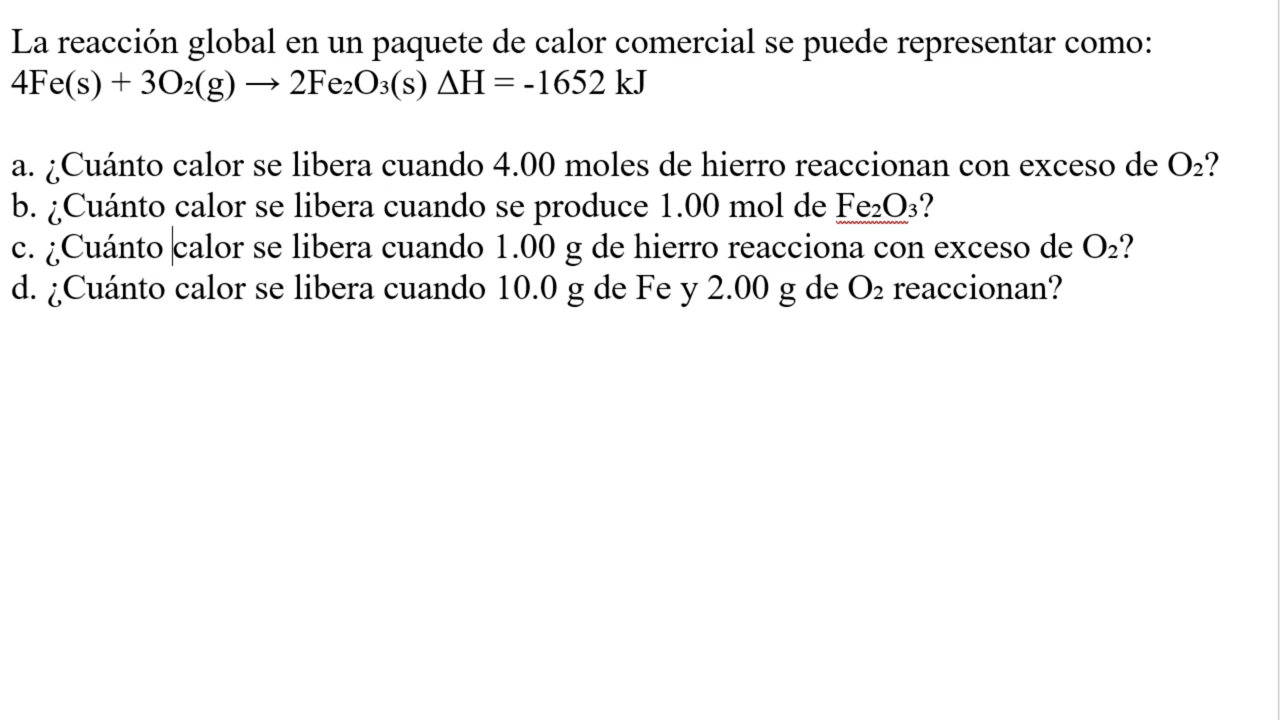 La reacción global en un paquete de calor comercial se puede representar como:
4Fe(s) + 3O₂(g) → 2Fe₂O₃(s) ΔH = -1652 kJ
a. ¿Cuánto calor se libera cuando 4.00 moles de hierro reaccionan con exceso de O₂?
b. ¿Cuánto calor se libera cuando se produce 1.00 mol de Fe₂O₃?
c. ¿Cuánto calor se libera cuando 1.00 g de hierro reacciona con exceso de O₂?
d. ¿Cuánto calor se libera cuando 10.0 g de Fe y 2.00 g de O₂ reaccionan?